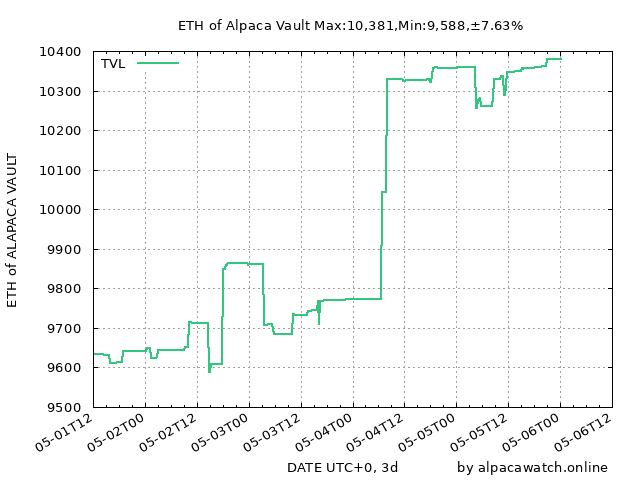 ETH of Alpaca Vault Max:10,381,Min:9,588,±7.63%
TVL
10400
10300
10200
10100
10000
9900
9800
9700
9600
9500
ETH of ALAPACA VAULT
05-01T12
05-02T00
05-02T12
05-03T00
05-03T12
05-04T00
05-04T12
05-05T00
05-05T12
05-06T00
05-06T12
DATE UTC+0, 3d
by alpacawatch.online